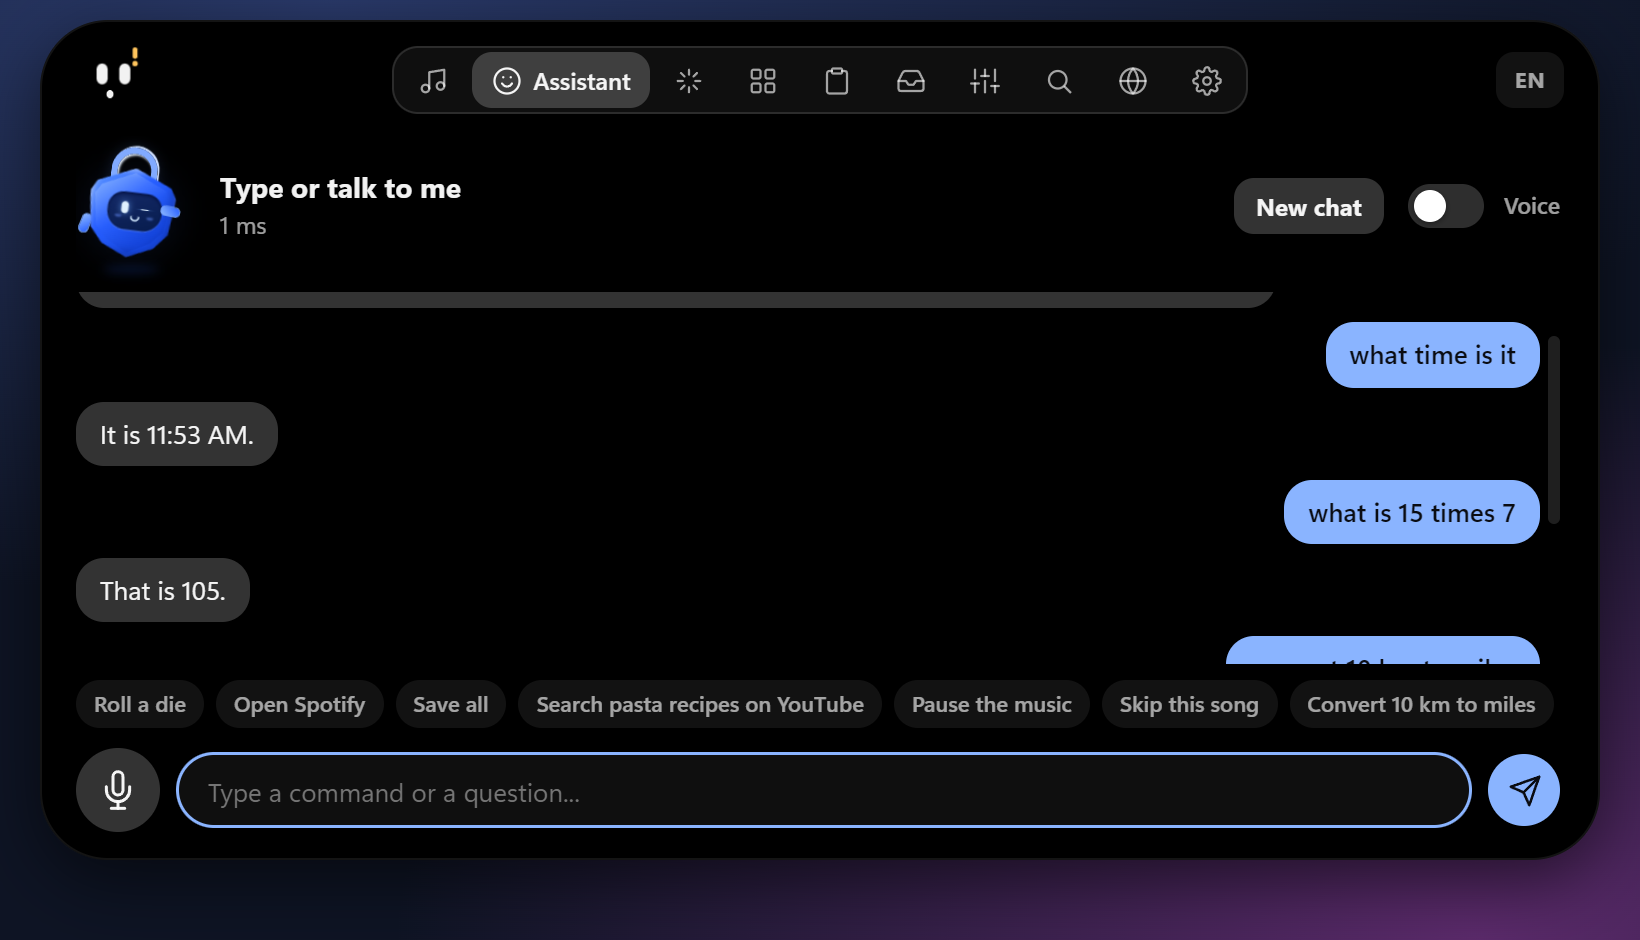 Assistant
EN
Type or talk to me
1 ms
New chat
Voice
what time is it
It is 11:53 AM.
what is 15 times 7
That is 105.
Roll a die
Open Spotify
Save all
Search pasta recipes on YouTube
Pause the music
Skip this song
Convert 10 km to miles
Type a command or a question...